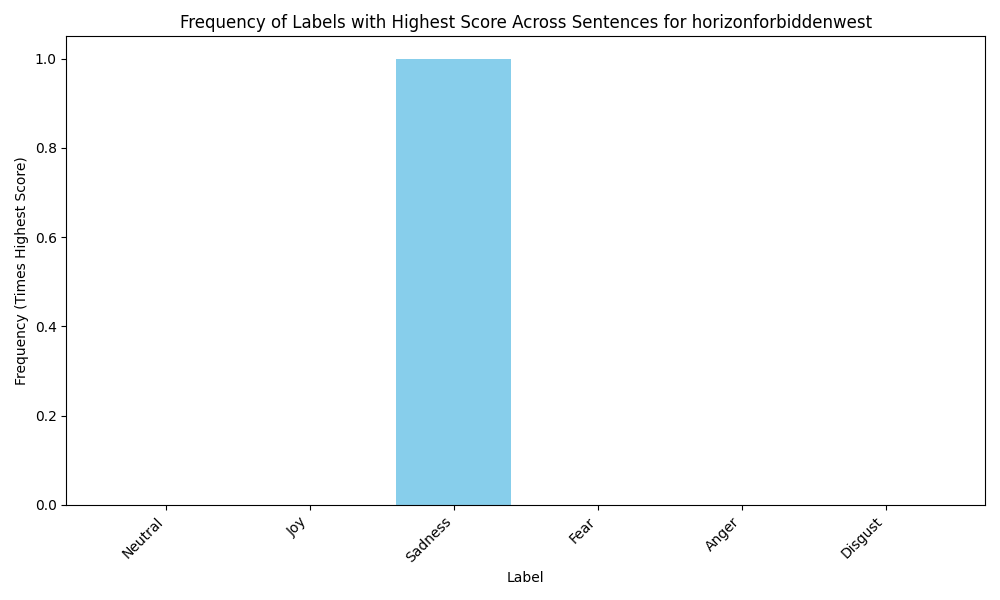 Frequency of Labels with Highest Score Across Sentences for horizonforbiddenwest
Frequency (Times Highest Score)
1.0
0.8
0.6
0.4
0.2
0.0
Neutral
Joy
Sadness
Fear
Anger
Disgust
Label